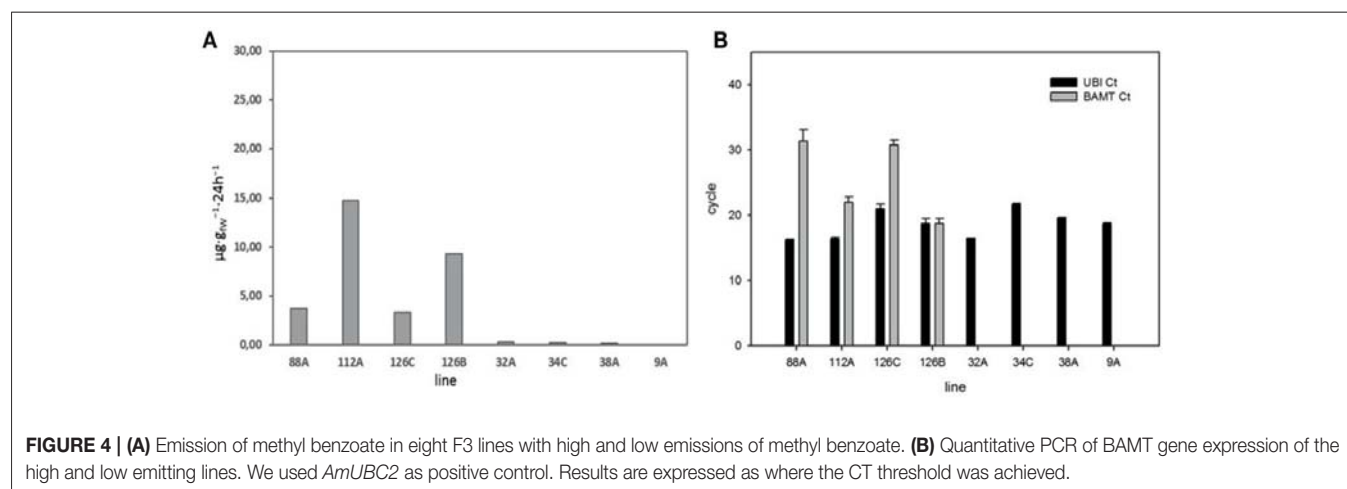 A
30,00
25,00
20,00
15,00
10,00
5,00
0,00
µg·gfw⁻¹·24h⁻¹
88A 112A 126C 126B 32A 34C 38A 9A
line
B
UBI Ct
BAMT Ct
40
30
20
10
0
cycle
88A 112A 126C 126B 32A 34C 38A 9A
line
FIGURE 4 | (A) Emission of methyl benzoate in eight F3 lines with high and low emissions of methyl benzoate. (B) Quantitative PCR of BAMT gene expression of the
high and low emitting lines. We used AmUBC2 as positive control. Results are expressed as where the CT threshold was achieved.